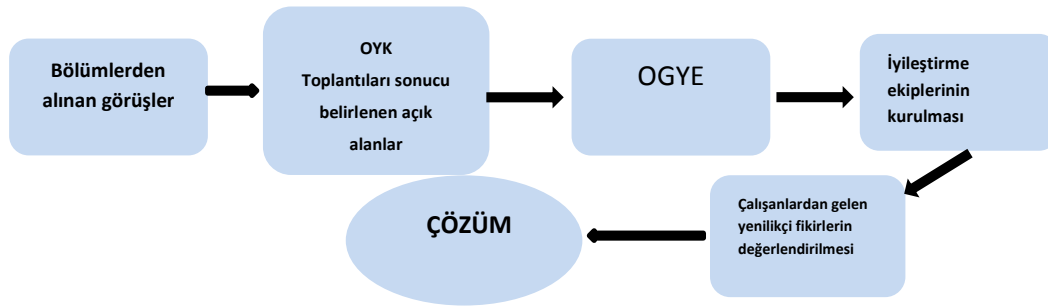 Bölümlerden
alınan görüşler
OYK
Toplantıları sonucu
belirlenen açık
alanlar
OGYE
İyileştirme
ekiplerinin
kurulması
Çalışanlardan gelen
yenilikçi fikirlerin
değerlendirilmesi
ÇÖZÜM